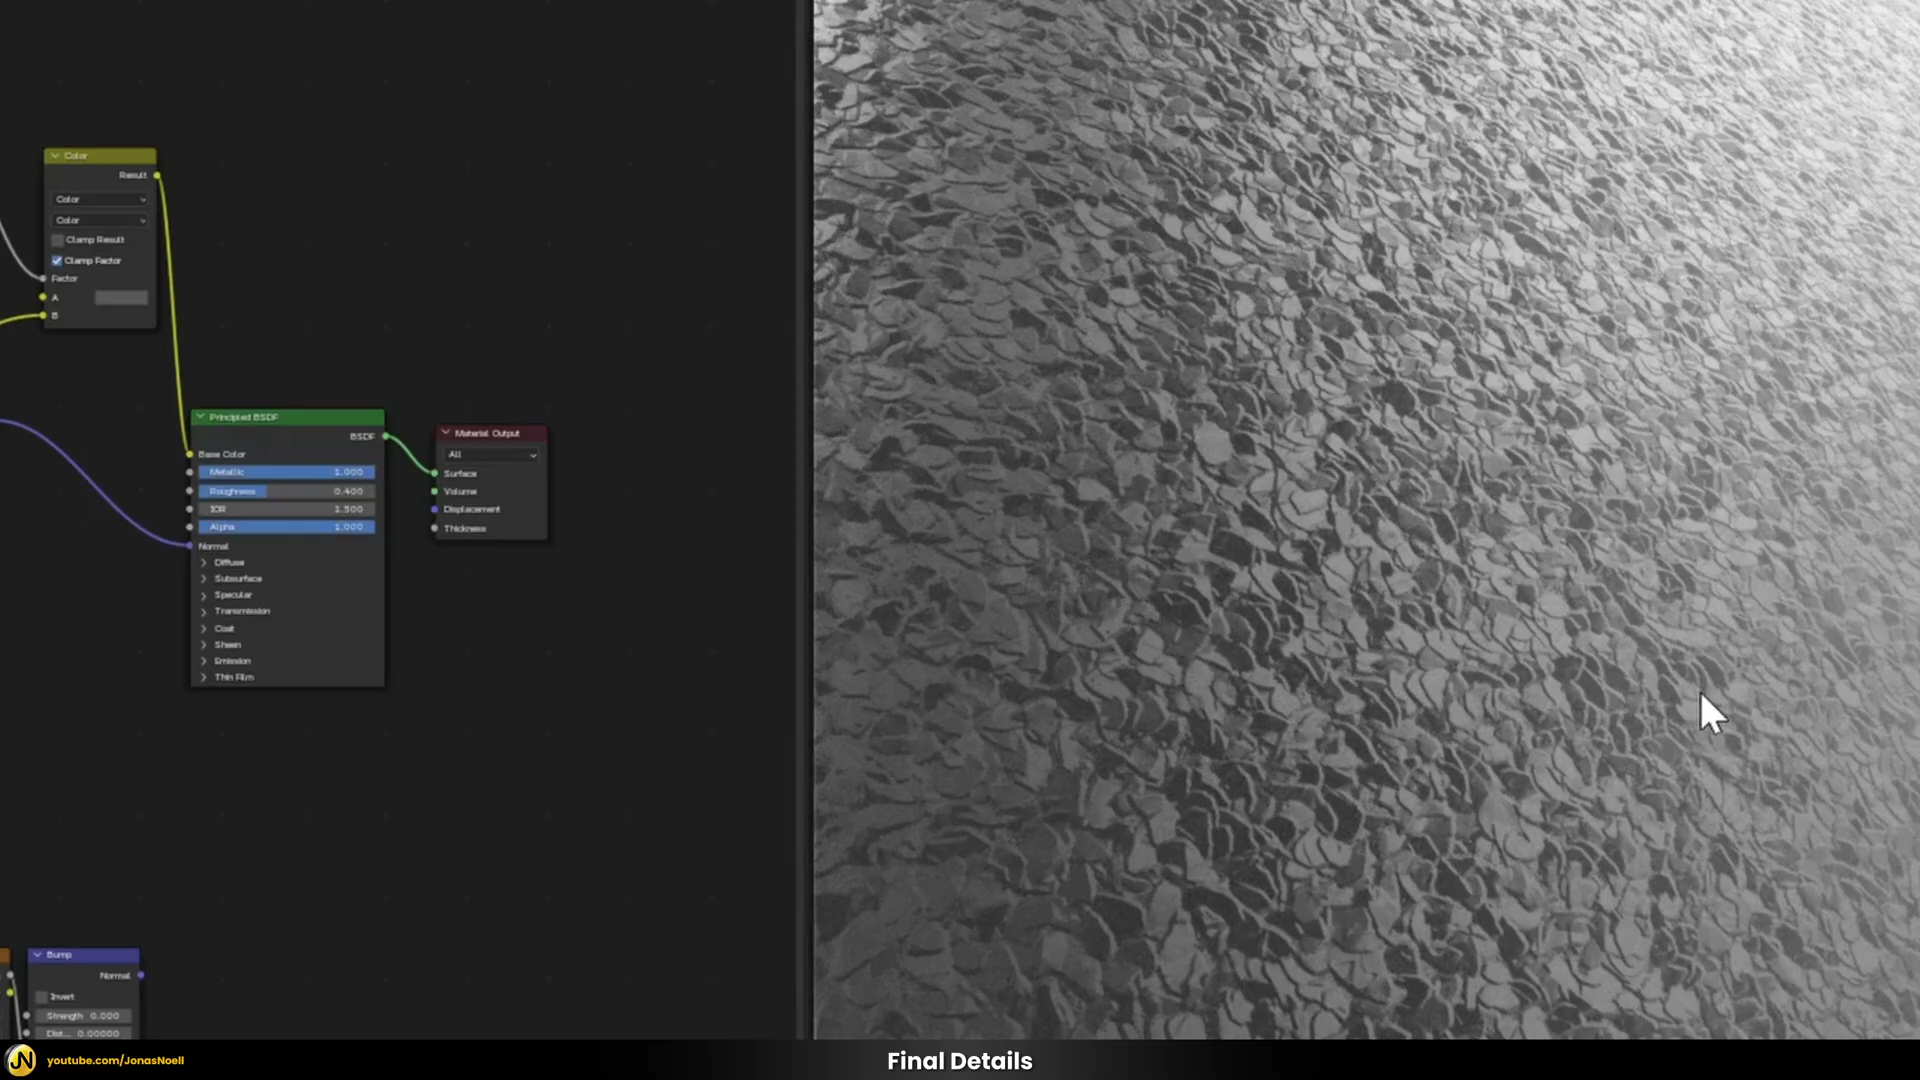 Color
Result
Color
Color
Clamp Result
Clamp Factor
Factor
A
B
Principled BSDF
BSDF
Base Color
Metallic 1.000
Roughness 0.400
IOR 1.500
Alpha 1.000
Normal
Diffuse
Subsurface
Specular
Transmission
Coat
Sheen
Emission
Thin Film
Material Output
All
Surface
Volume
Displacement
Thickness
Bump
Normal
Invert
Strength 0.000
Dist... 0.00000
JN
youtube.com/JonasNoell
Final Details